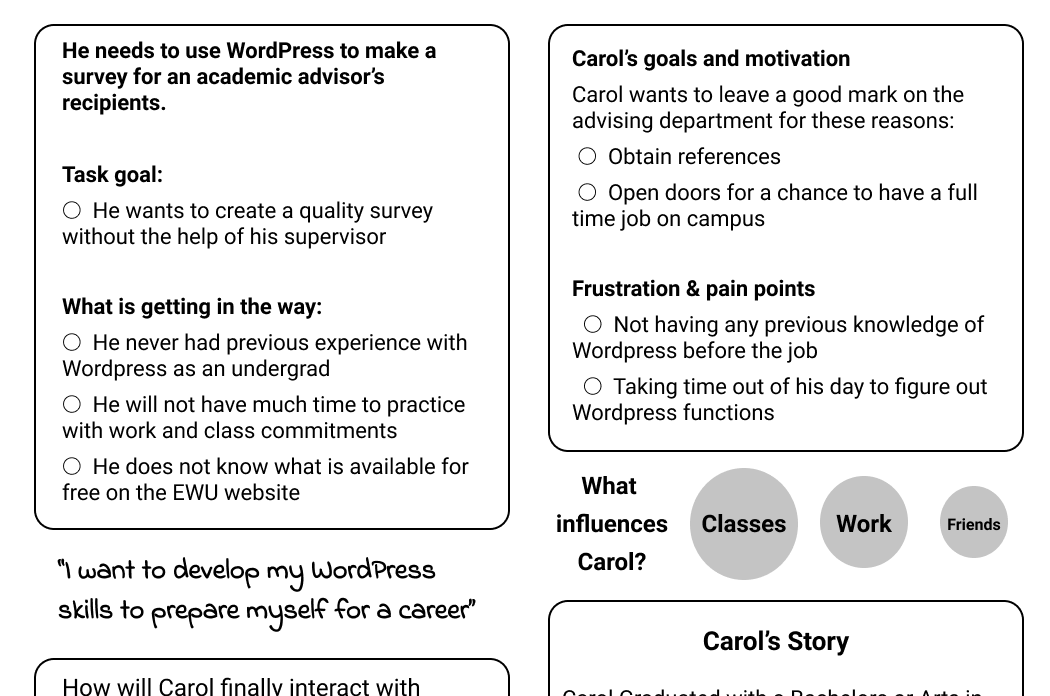 He needs to use WordPress to make a
survey for an academic advisor's
recipients.
Task goal:
○ He wants to create a quality survey
without the help of his supervisor
What is getting in the way:
○ He never had previous experience with
Wordpress as an undergrad
○ He will not have much time to practice
with work and class commitments
○ He does not know what is available for
free on the EWU website
"I want to develop my WordPress
skills to prepare myself for a career"
How will Carol finally interact with
Carol's goals and motivation
Carol wants to leave a good mark on the
advising department for these reasons:
○ Obtain references
○ Open doors for a chance to have a full
time job on campus
Frustration & pain points
○ Not having any previous knowledge of
Wordpress before the job
○ Taking time out of his day to figure out
Wordpress functions
What
influences
Carol?
Classes
Work
Friends
Carol's Story
Carol Graduated with a Bachelors or Arts in